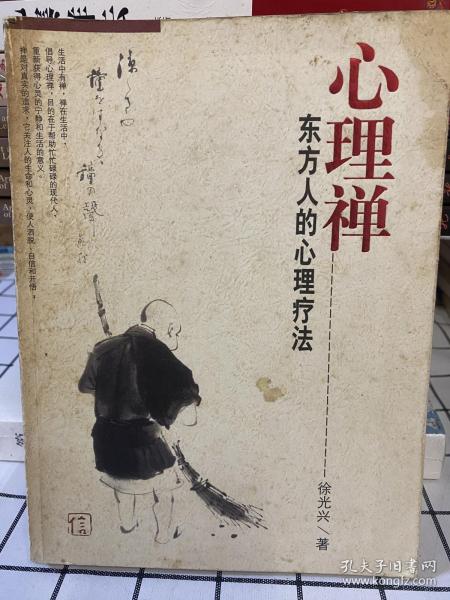 心理禅
东方人的心理疗法
徐光兴／著
生活中有禅，禅在生活中，
倡导心理禅，目的在于帮助忙忙碌碌的现代人，
重新获得心灵的宁静和生活的意义。
禅是对真实的追求，它关注人的生命和心灵，使人洒脱、自信和开悟。
信
孔夫子旧书网
www.kongfz.com